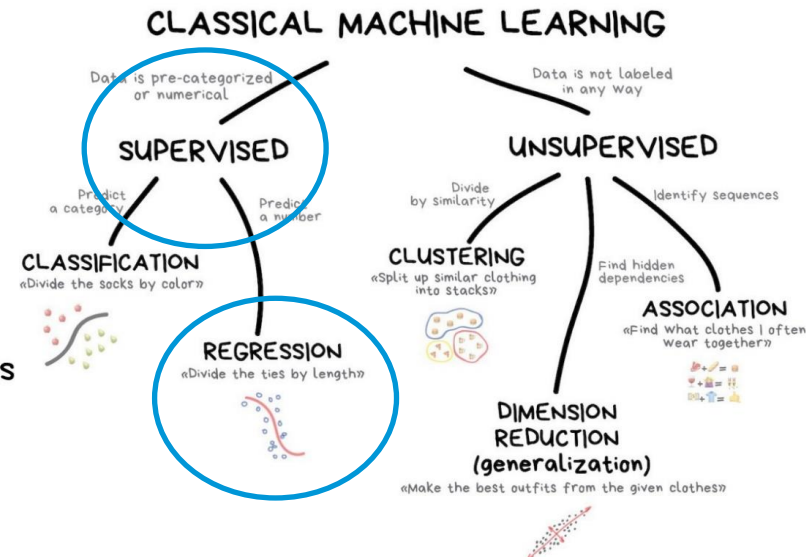 CLASSICAL MACHINE LEARNING
Data is pre-categorized
or numerical
Data is not labeled
in any way
SUPERVISED
UNSUPERVISED
Predict
a category
Predict
a number
Divide
by similarity
Identify sequences
CLASSIFICATION
«Divide the socks by color»
CLUSTERING
«Split up similar clothing
into stacks»
Find hidden
dependencies
ASSOCIATION
«Find what clothes I often
wear together»
REGRESSION
«Divide the ties by length»
s
DIMENSION
REDUCTION
(generalization)
«Make the best outfits from the given clothes»